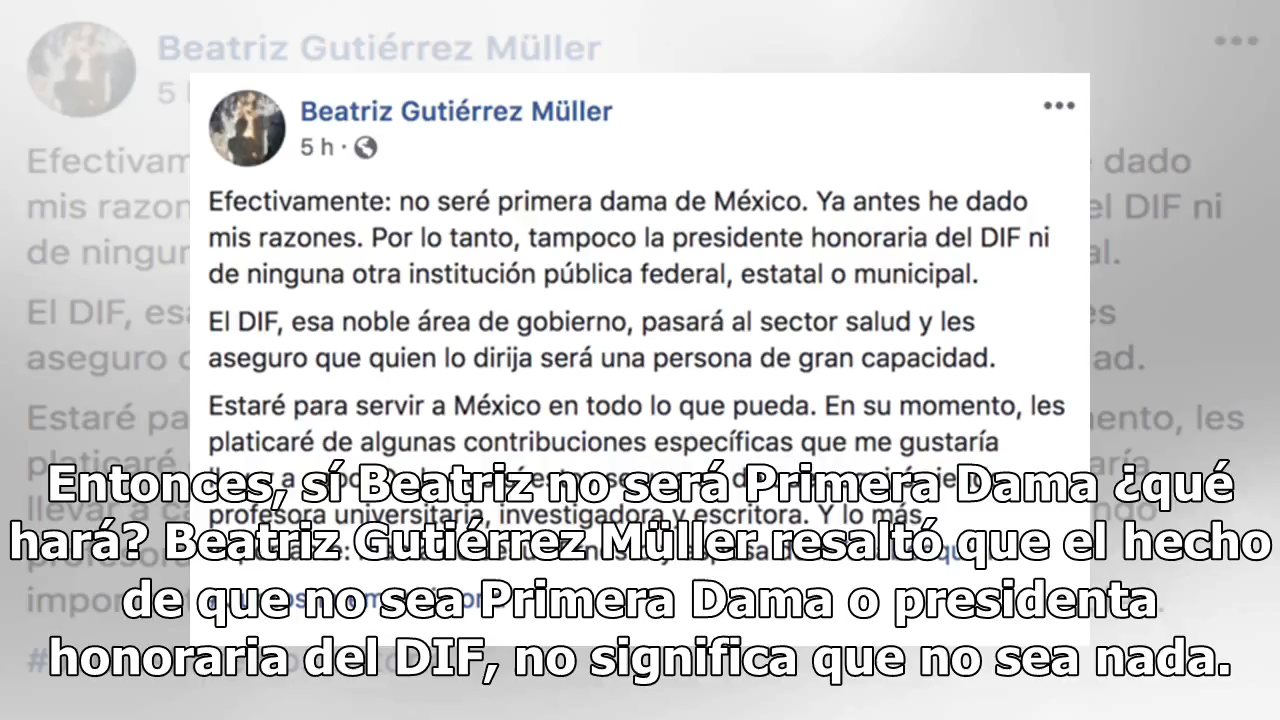 Beatriz Gutiérrez Müller
5 h
Efectivamente: no seré primera dama de México. Ya antes he dado
mis razones. Por lo tanto, tampoco la presidente honoraria del DIF ni
de ninguna otra institución pública federal, estatal o municipal.
El DIF, esa noble área de gobierno, pasará al sector salud y les
aseguro que quien lo dirija será una persona de gran capacidad.
Estaré para servir a México en todo lo que pueda. En su momento, les
platicaré de algunas contribuciones específicas que me gustaría
profesora universitaria, investigadora y escritora. Y lo más
Entonces, sí Beatriz no será Primera Dama ¿qué
hará? Beatriz Gutiérrez Müller resaltó que el hecho
de que no sea Primera Dama o presidenta
honoraria del DIF, no significa que no sea nada.